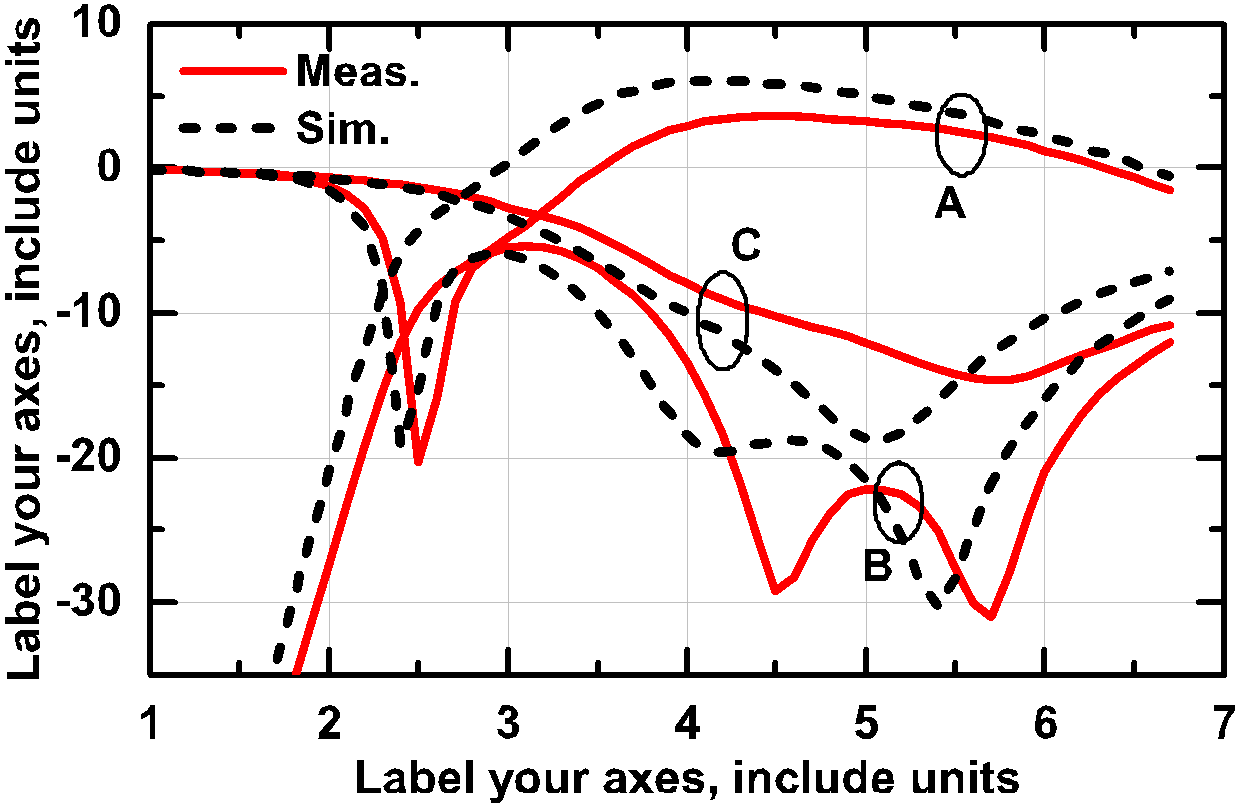 Label your axes, include units
10
0
-10
-20
-30
Meas.
Sim.
A
C
B
1 2 3 4 5 6 7
Label your axes, include units